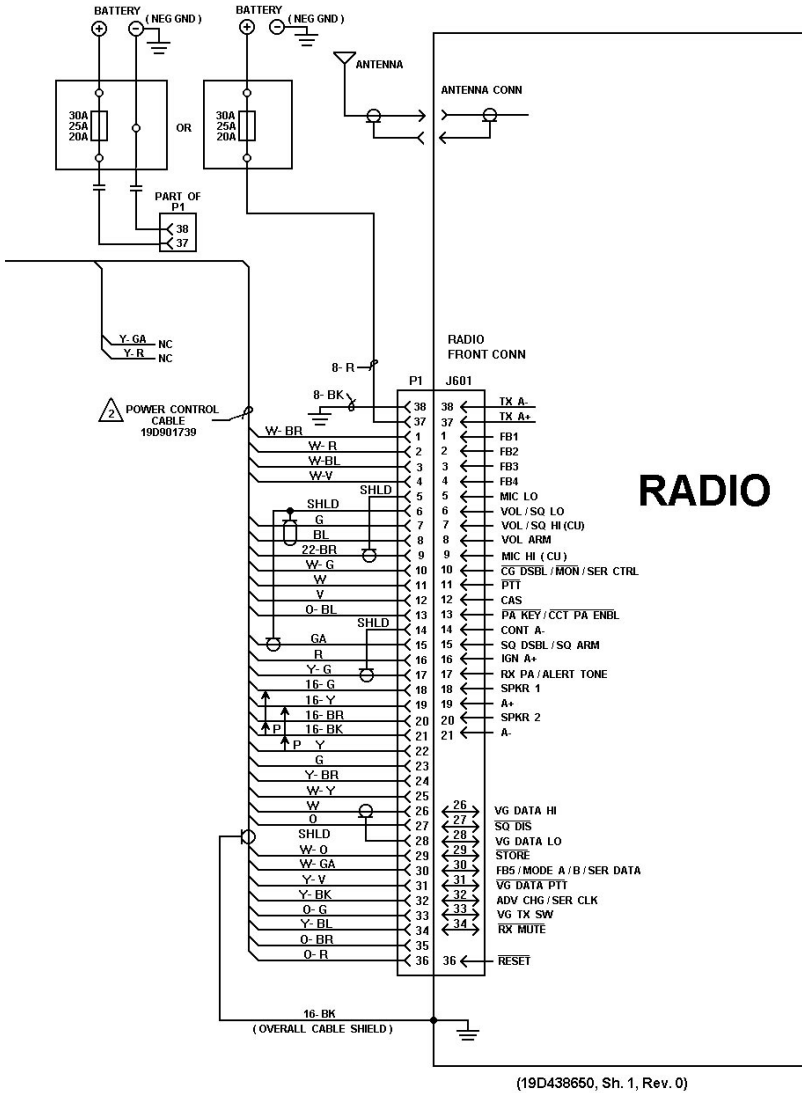 BATTERY
( NEG GND )
BATTERY
(NEG GND )
ANTENNA
ANTENNA CONN
30A
25A
20A
OR
30A
25A
20A
PART OF
P1
38
37
Y- GA NC
Y- R NC
RADIO
FRONT CONN
8- R
P1 J601
8- BK
2
POWER CONTROL
CABLE
19D901739
38 38 TX A-
37 37 TX A+
W- BR 1 1 FB1
W- R 2 2 FB2
W-BL 3 3 FB3
W-V 4 4 FB4
SHLD 5 5 MIC LO
SHLD 6 6 VOL / SQ LO
G 7 7 VOL / SQ HI (CU)
BL 8 8 VOL ARM
22-BR 9 9 MIC HI ( CU )
W- G 10 10 CG DSBL / MON / SER CTRL
W 11 11 PTT
V 12 12 CAS
O- BL 13 13 PA KEY / CCT PA ENBL
SHLD 14 14 CONT A-
GA 15 15 SQ DSBL / SQ ARM
R 16 16 IGN A+
Y- G 17 17 RX PA / ALERT TONE
16- G 18 18 SPKR 1
16- Y 19 19 A+
16- BR 20 20 SPKR 2
P 16- BK 21 21 A-
P Y 22
G 23
Y- BR 24
W- Y 25
W 26 26 VG DATA HI
O 27 27 SQ DIS
SHLD 28 28 VG DATA LO
W- O 29 29 STORE
W- GA 30 30 FB5 / MODE A / B / SER DATA
Y- V 31 31 VG DATA PTT
Y- BK 32 32 ADV CHG / SER CLK
O- G 33 33 VG TX SW
Y- BL 34 34 RX MUTE
O- BR 35
O- R 36 36 RESET
RADIO
16- BK
( OVERALL CABLE SHIELD )
(19D438650, Sh. 1, Rev. 0)